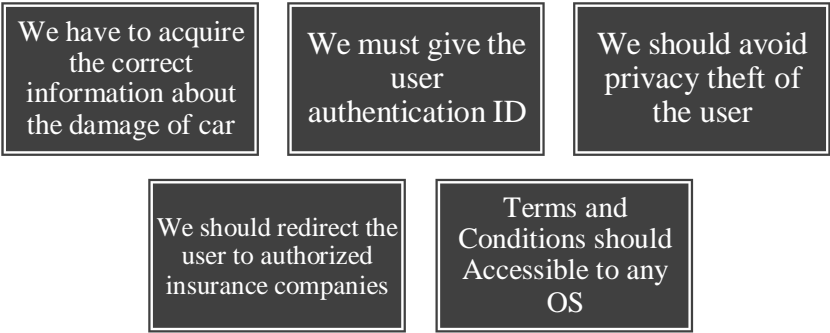 We have to acquire
the correct
information about
the damage of car
We must give the
user
authentication ID
We should avoid
privacy theft of
the user
We should redirect the
user to authorized
insurance companies
Terms and
Conditions should
Accessible to any
OS